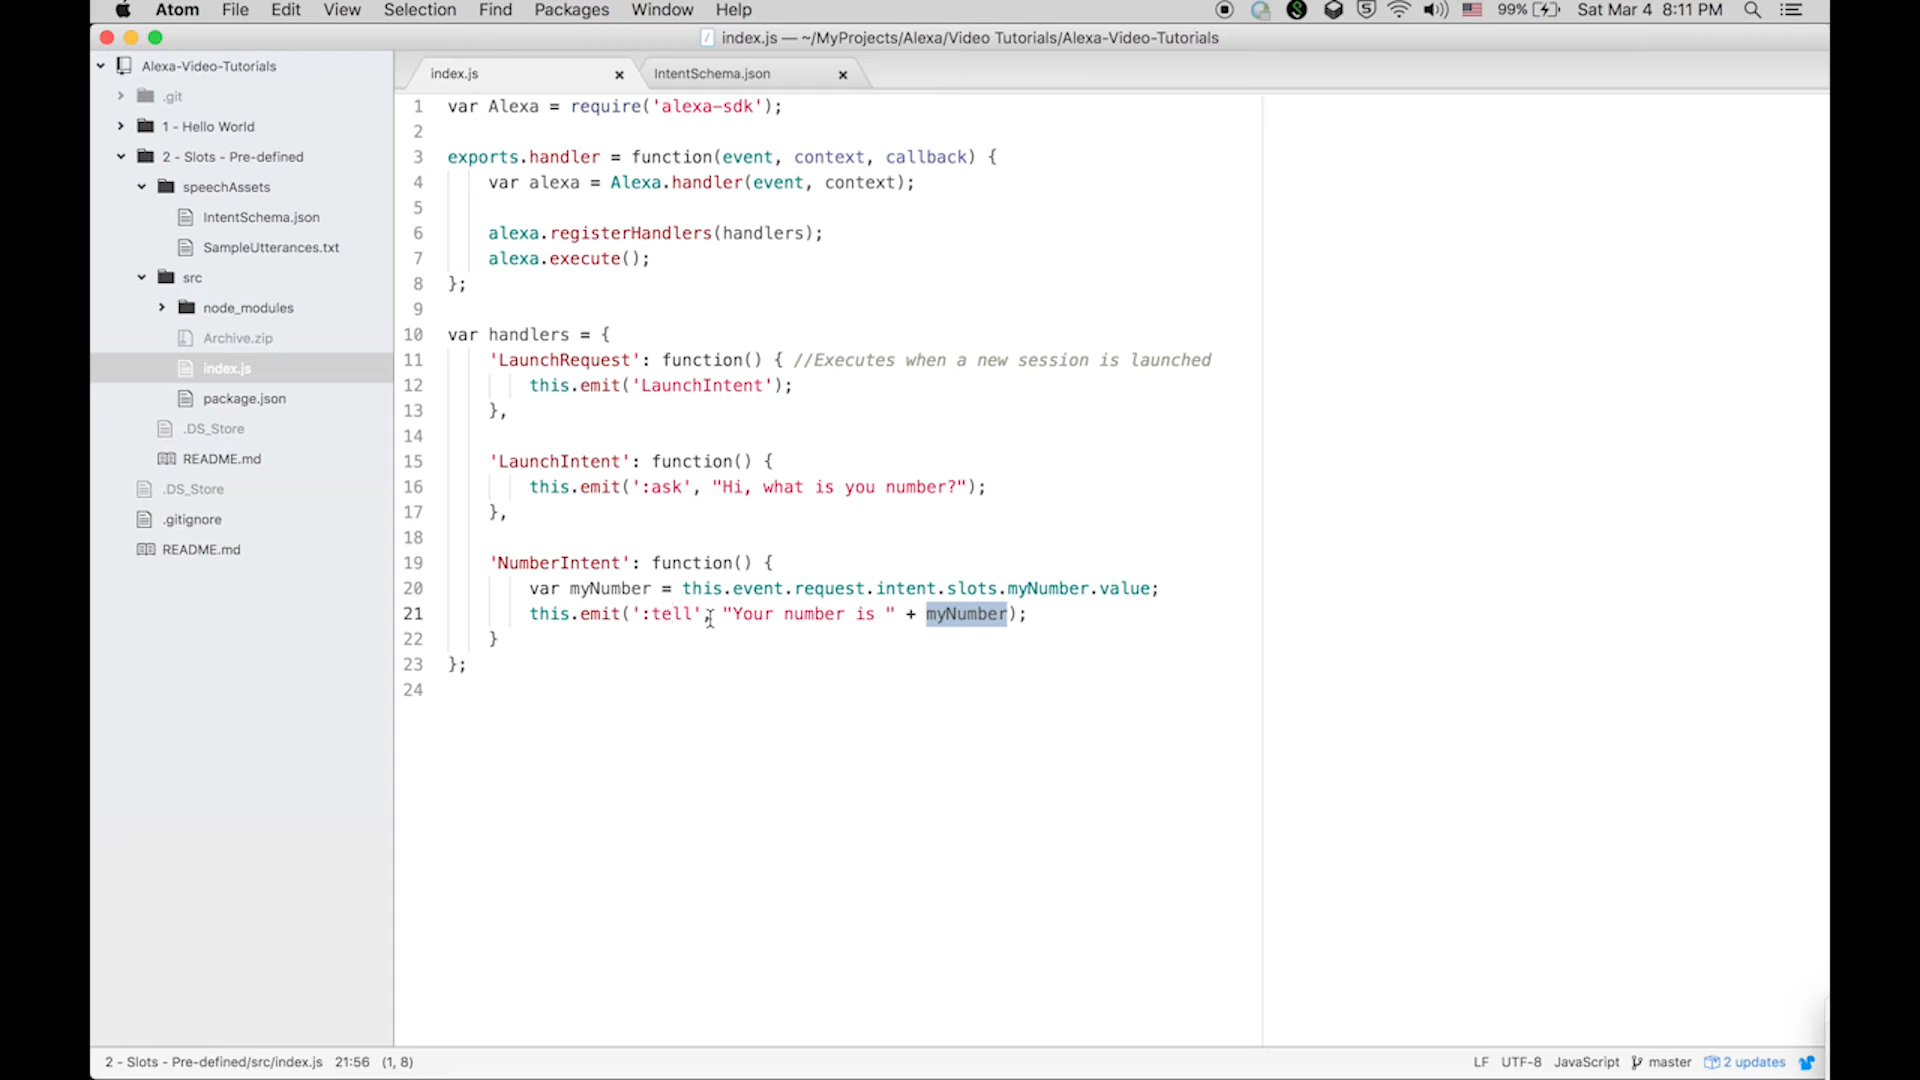 Atom File Edit View Selection Find Packages Window Help 99% Sat Mar 4 8:11 PM
index.js — ~/MyProjects/Alexa/Video Tutorials/Alexa-Video-Tutorials
Alexa-Video-Tutorials
.git
1 - Hello World
2 - Slots - Pre-defined
speechAssets
IntentSchema.json
SampleUtterances.txt
src
node_modules
Archive.zip
index.js
package.json
.DS_Store
README.md
.DS_Store
.gitignore
README.md
index.js IntentSchema.json
1 var Alexa = require('alexa-sdk');
2
3 exports.handler = function(event, context, callback) {
4 var alexa = Alexa.handler(event, context);
5
6 alexa.registerHandlers(handlers);
7 alexa.execute();
8 };
9
10 var handlers = {
11 'LaunchRequest': function() { //Executes when a new session is launched
12 this.emit('LaunchIntent');
13 },
14
15 'LaunchIntent': function() {
16 this.emit(':ask', "Hi, what is you number?");
17 },
18
19 'NumberIntent': function() {
20 var myNumber = this.event.request.intent.slots.myNumber.value;
21 this.emit(':tell', "Your number is " + myNumber);
22 }
23 };
24
2 - Slots - Pre-defined/src/index.js 21:56 (1, 8) LF UTF-8 JavaScript master 2 updates